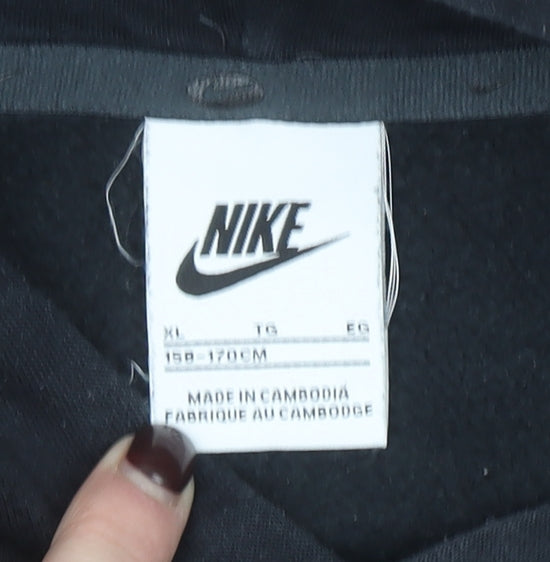 NIKE
XL TG EG
158-170CM
MADE IN CAMBODIA
FABRIQUE AU CAMBODGE